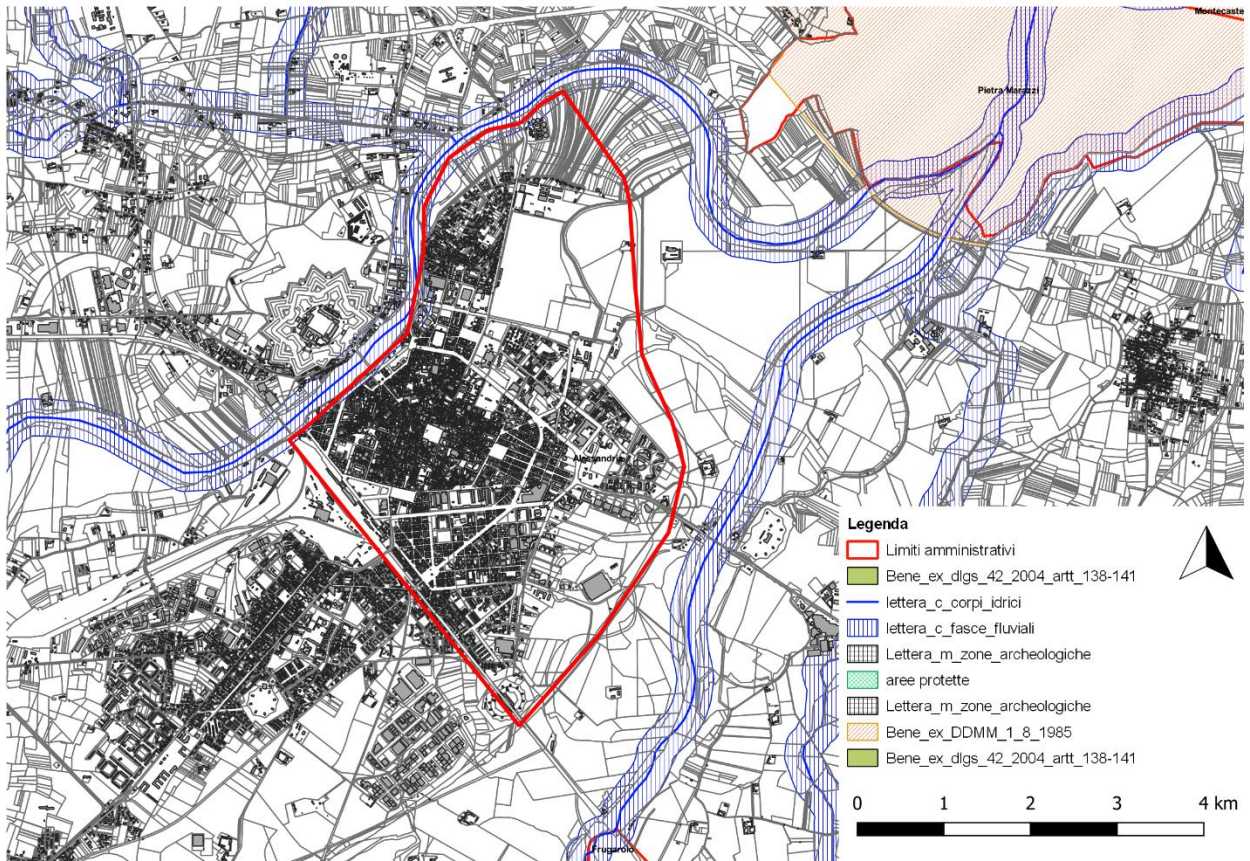 Montecaste
Pietra Marazzi
Alessandria
Legenda
Limiti amministrativi
Bene_ex_dlgs_42_2004_artt_138-141
lettera_c_corpi_idrici
lettera_c_fasce_fluviali
Lettera_m_zone_archeologiche
aree protette
Lettera_m_zone_archeologiche
Bene_ex_DDMM_1_8_1985
Bene_ex_dlgs_42_2004_artt_138-141
0 1 2 3 4 km
Frugarolo